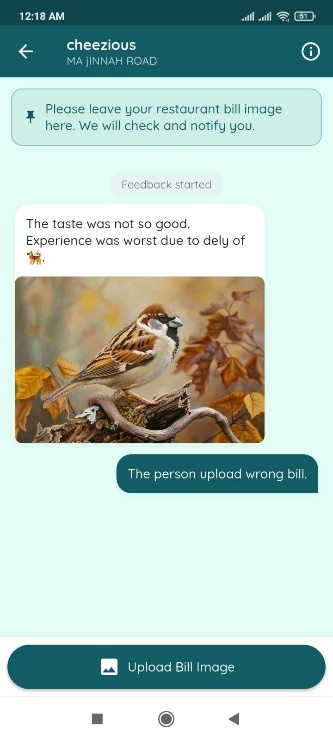 12:18 AM
51
cheezious
MA jINNAH ROAD
Please leave your restaurant bill image
here. We will check and notify you.
Feedback started
The taste was not so good.
Experience was worst due to dely of
🐕‍🦺.
The person upload wrong bill.
Upload Bill Image